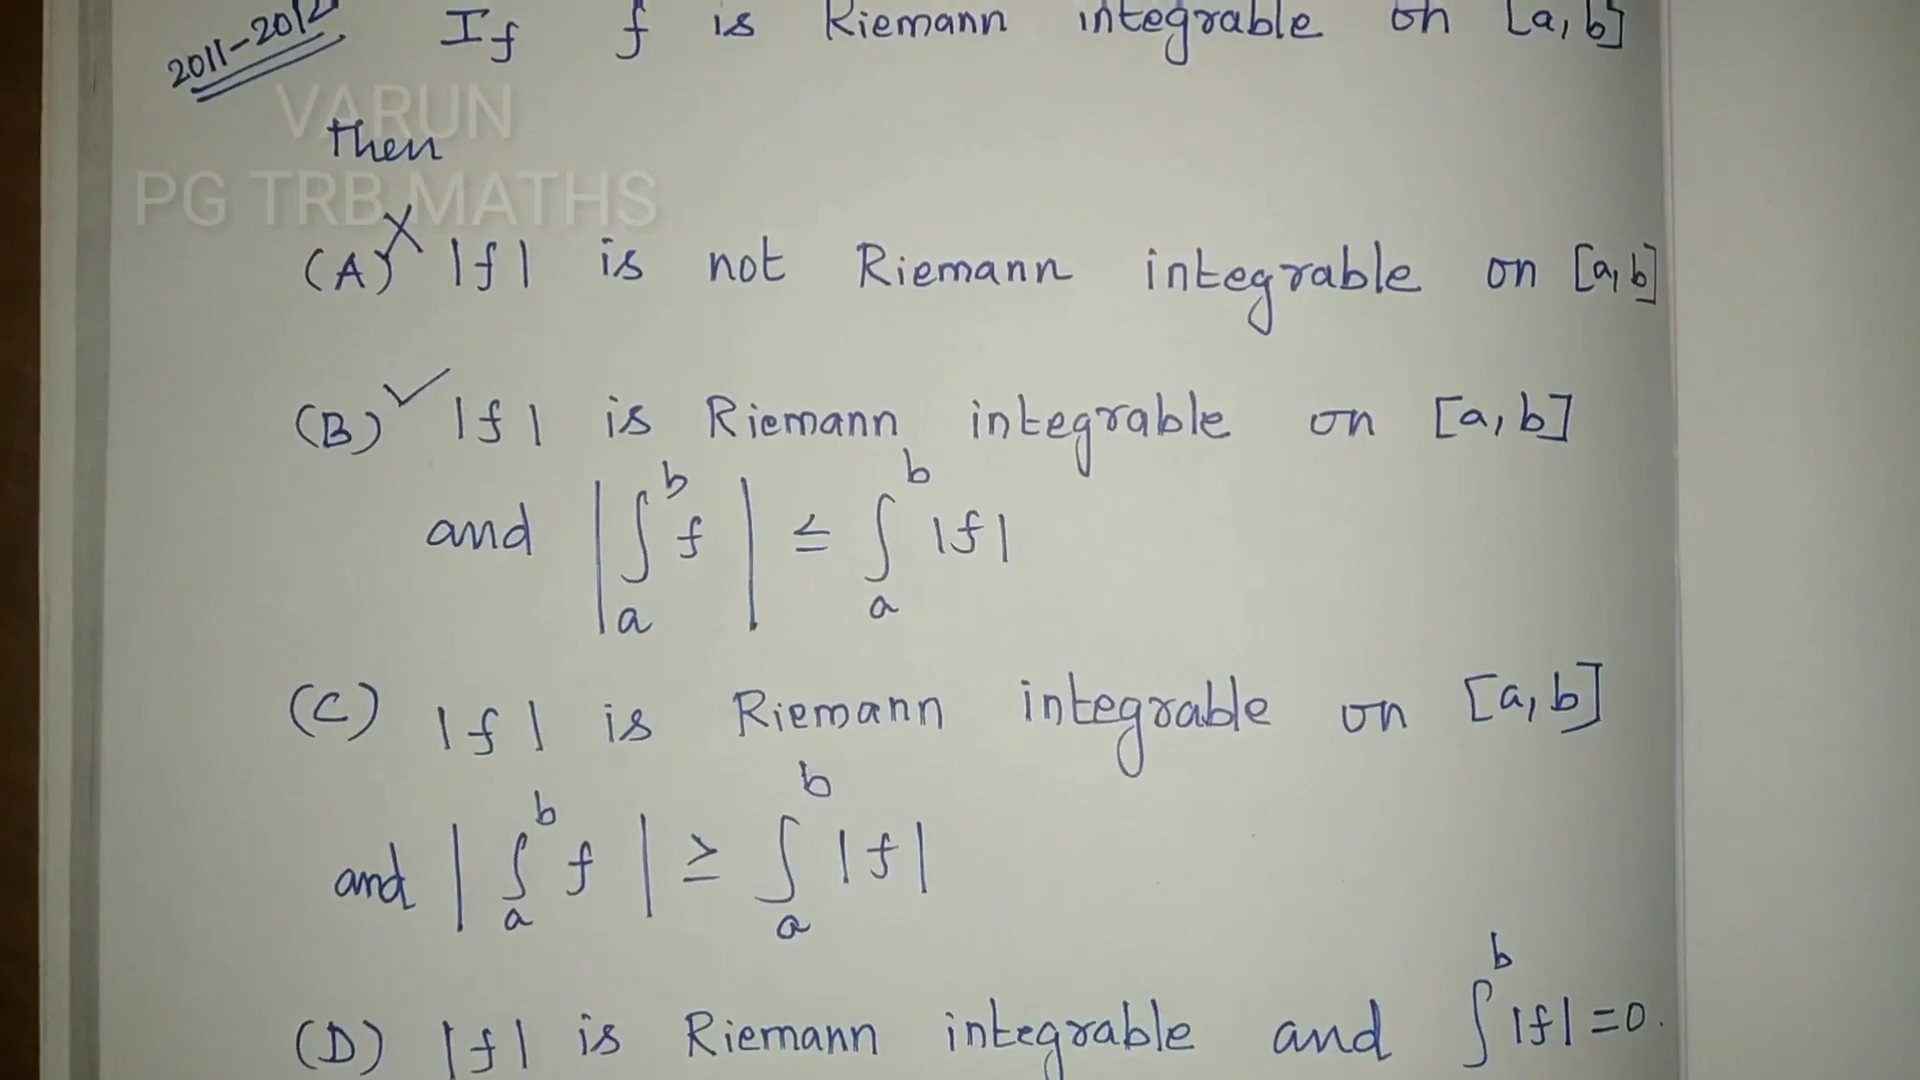 2011-2012 If f is Riemann integrable on [a, b]
VARUN
then
PG TRB MATHS
(A) X |f| is not Riemann integrable on [a, b]
(B) ✓ |f| is Riemann integrable on [a, b]
and |∫_a^b f| ≤ ∫_a^b |f|
(C) |f| is Riemann integrable on [a, b]
and |∫_a^b f| ≥ ∫_a^b |f|
(D) |f| is Riemann integrable and ∫^b |f| = 0.